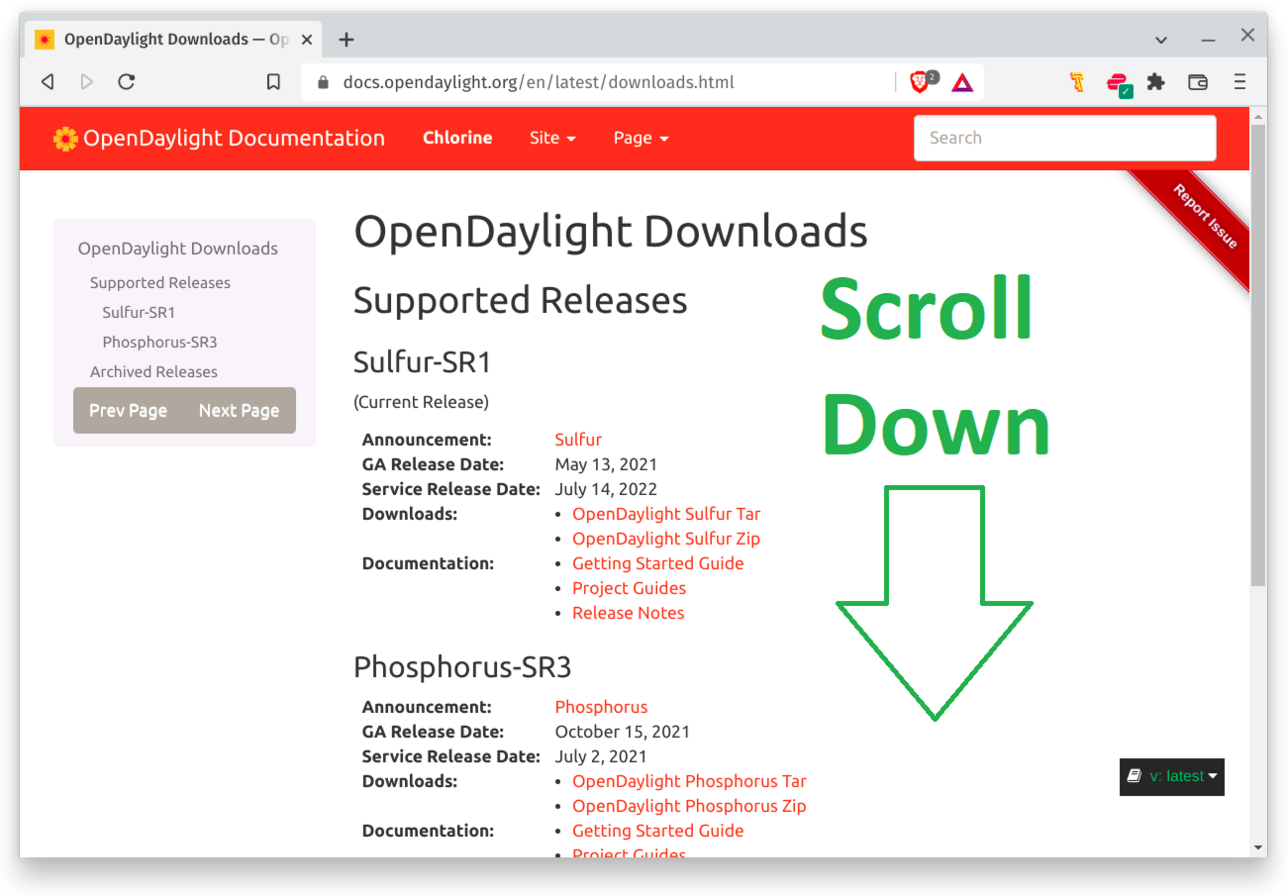 OpenDaylight Downloads — Op
docs.opendaylight.org/en/latest/downloads.html
2
OpenDaylight Documentation
Chlorine
Site
Page
Search
Report Issue
OpenDaylight Downloads
Supported Releases
Sulfur-SR1
Phosphorus-SR3
Archived Releases
Prev Page
Next Page
OpenDaylight Downloads
Supported Releases
Sulfur-SR1
(Current Release)
Announcement: Sulfur
GA Release Date: May 13, 2021
Service Release Date: July 14, 2022
Downloads: • OpenDaylight Sulfur Tar
• OpenDaylight Sulfur Zip
Documentation: • Getting Started Guide
• Project Guides
• Release Notes
Phosphorus-SR3
Announcement: Phosphorus
GA Release Date: October 15, 2021
Service Release Date: July 2, 2021
Downloads: • OpenDaylight Phosphorus Tar
• OpenDaylight Phosphorus Zip
Documentation: • Getting Started Guide
• Project Guides
Scroll
Down
v: latest